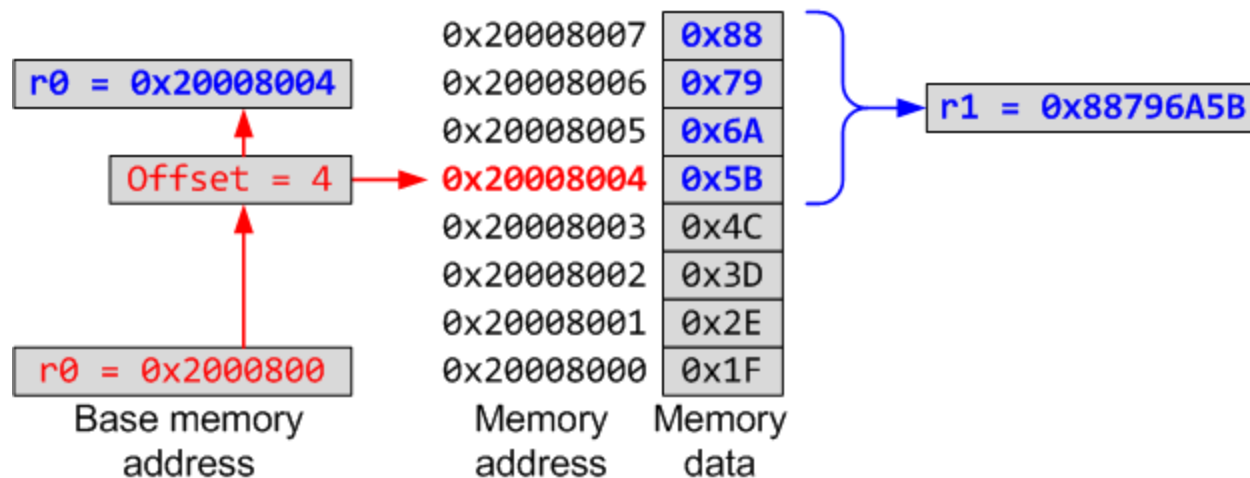 0x20008007 0x88
r0 = 0x20008004 0x20008006 0x79
r1 = 0x88796A5B
0x20008005 0x6A
Offset = 4 0x20008004 0x5B
0x20008003 0x4C
0x20008002 0x3D
0x20008001 0x2E
r0 = 0x2000800 0x20008000 0x1F
Base memory Memory Memory
address address data